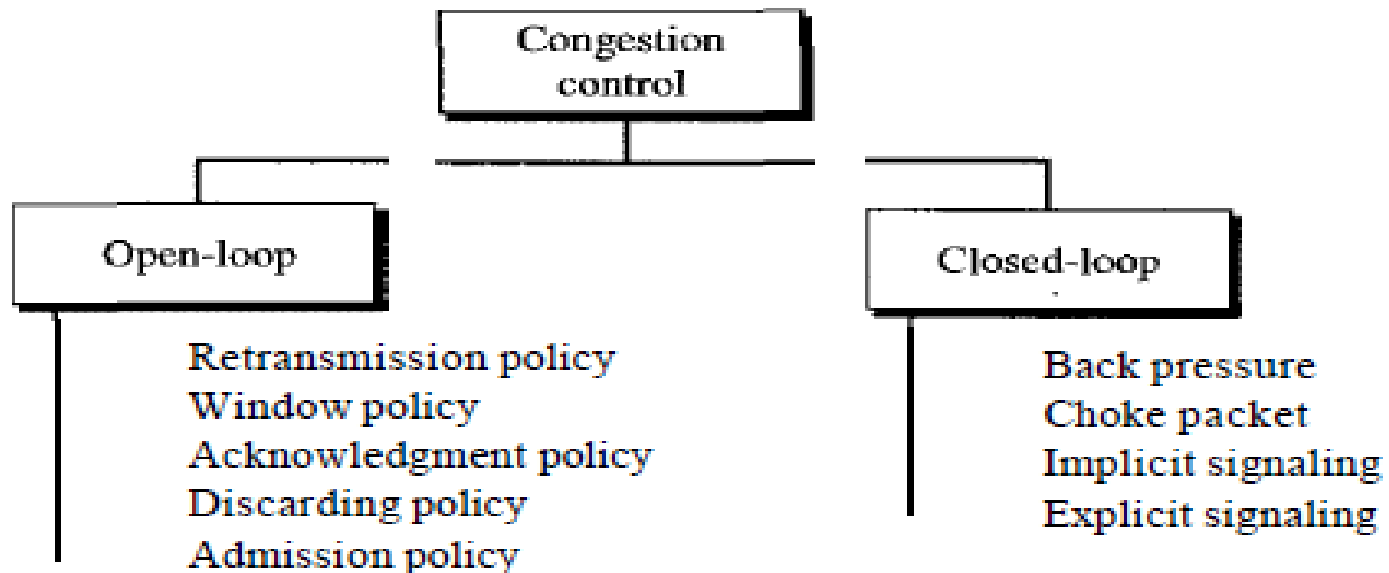 Congestion
control
Open-loop
Closed-loop
Retransmission policy
Window policy
Acknowledgment policy
Discarding policy
Admission policy
Back pressure
Choke packet
Implicit signaling
Explicit signaling